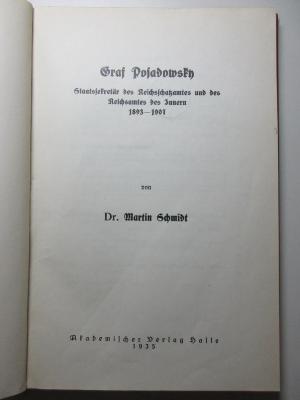 Graf Posadowsky
Staatssekretär des Reichsschatzamtes und des
Reichsamtes des Innern
1893—1907
von
Dr. Martin Schmidt
Akademischer Verlag Halle
1935